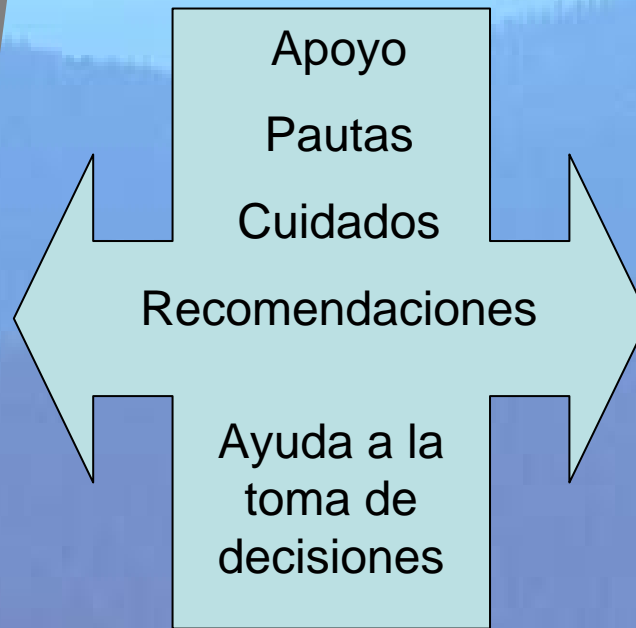 Apoyo
Pautas
Cuidados
Recomendaciones
Ayuda a la
toma de
decisiones